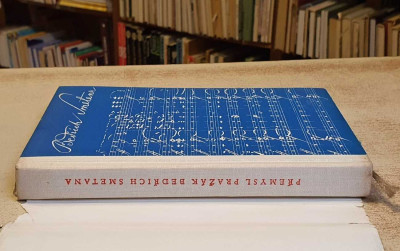 Bedřich Smetana
PŘEMYSL PRAŽÁK BEDŘICH SMETANA